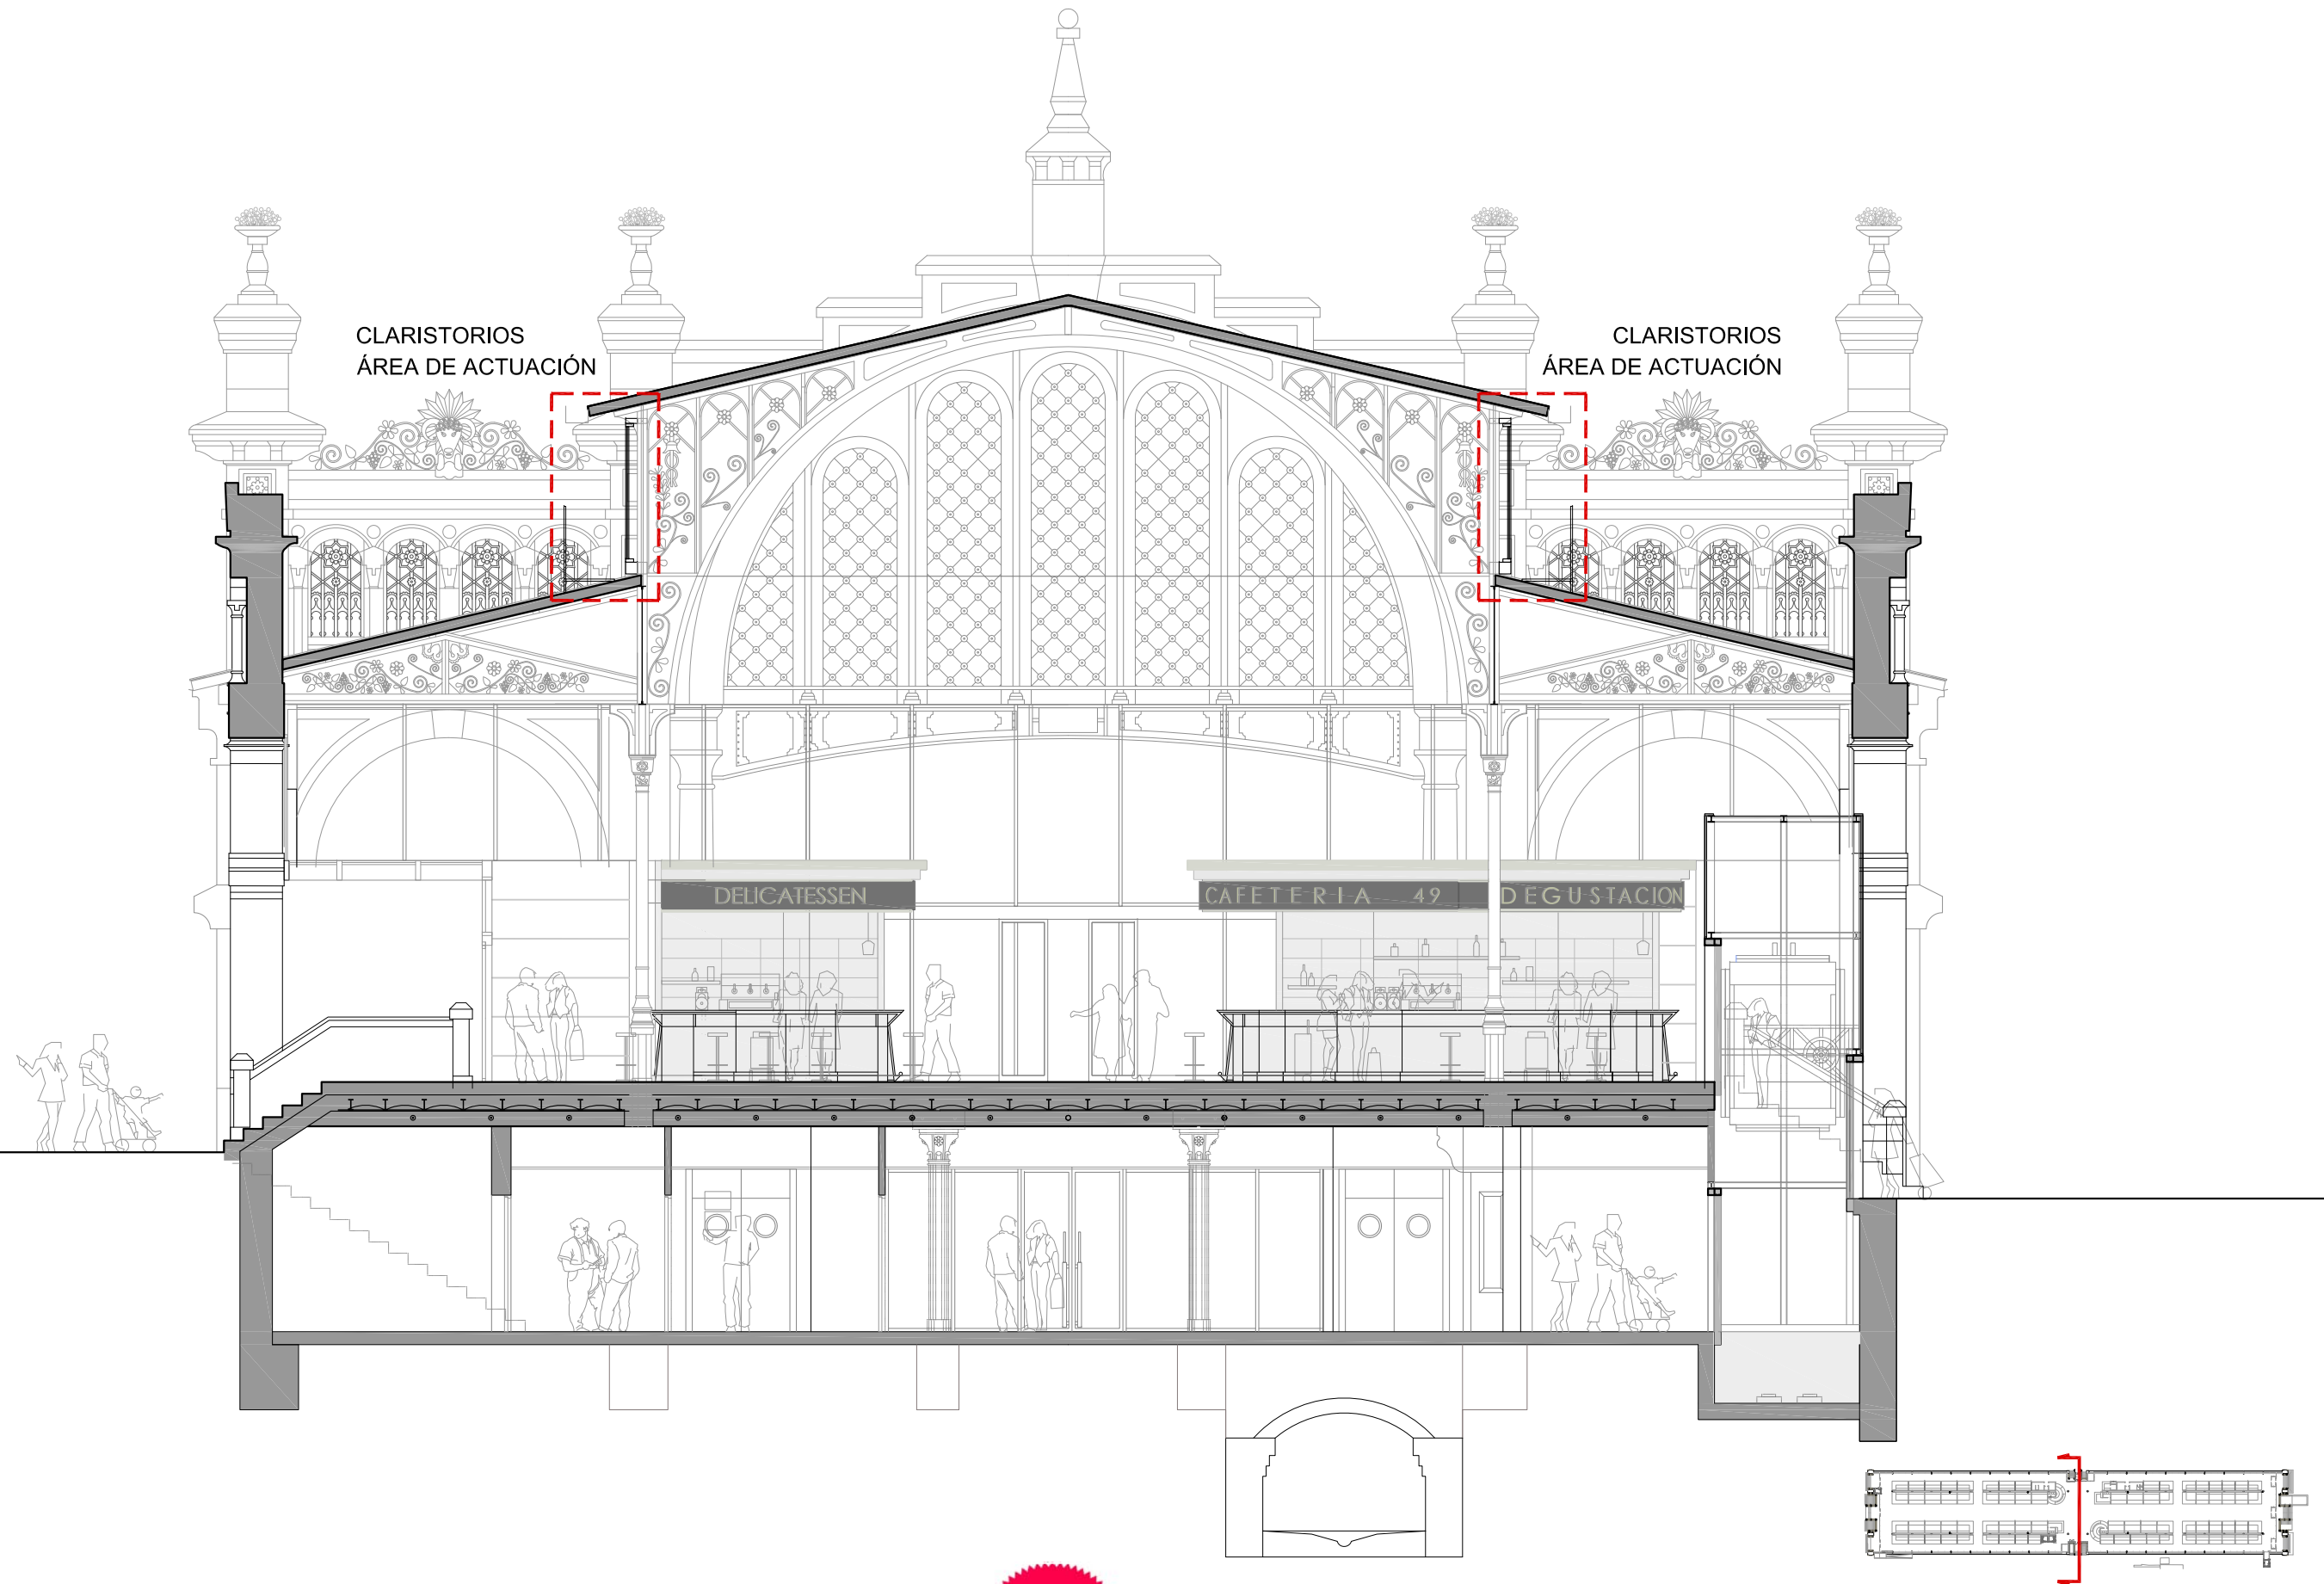 CLARISTORIOS
ÁREA DE ACTUACIÓN
CLARISTORIOS
ÁREA DE ACTUACIÓN
DELICATESSEN
CAFETERIA 49 DEGUSTACION